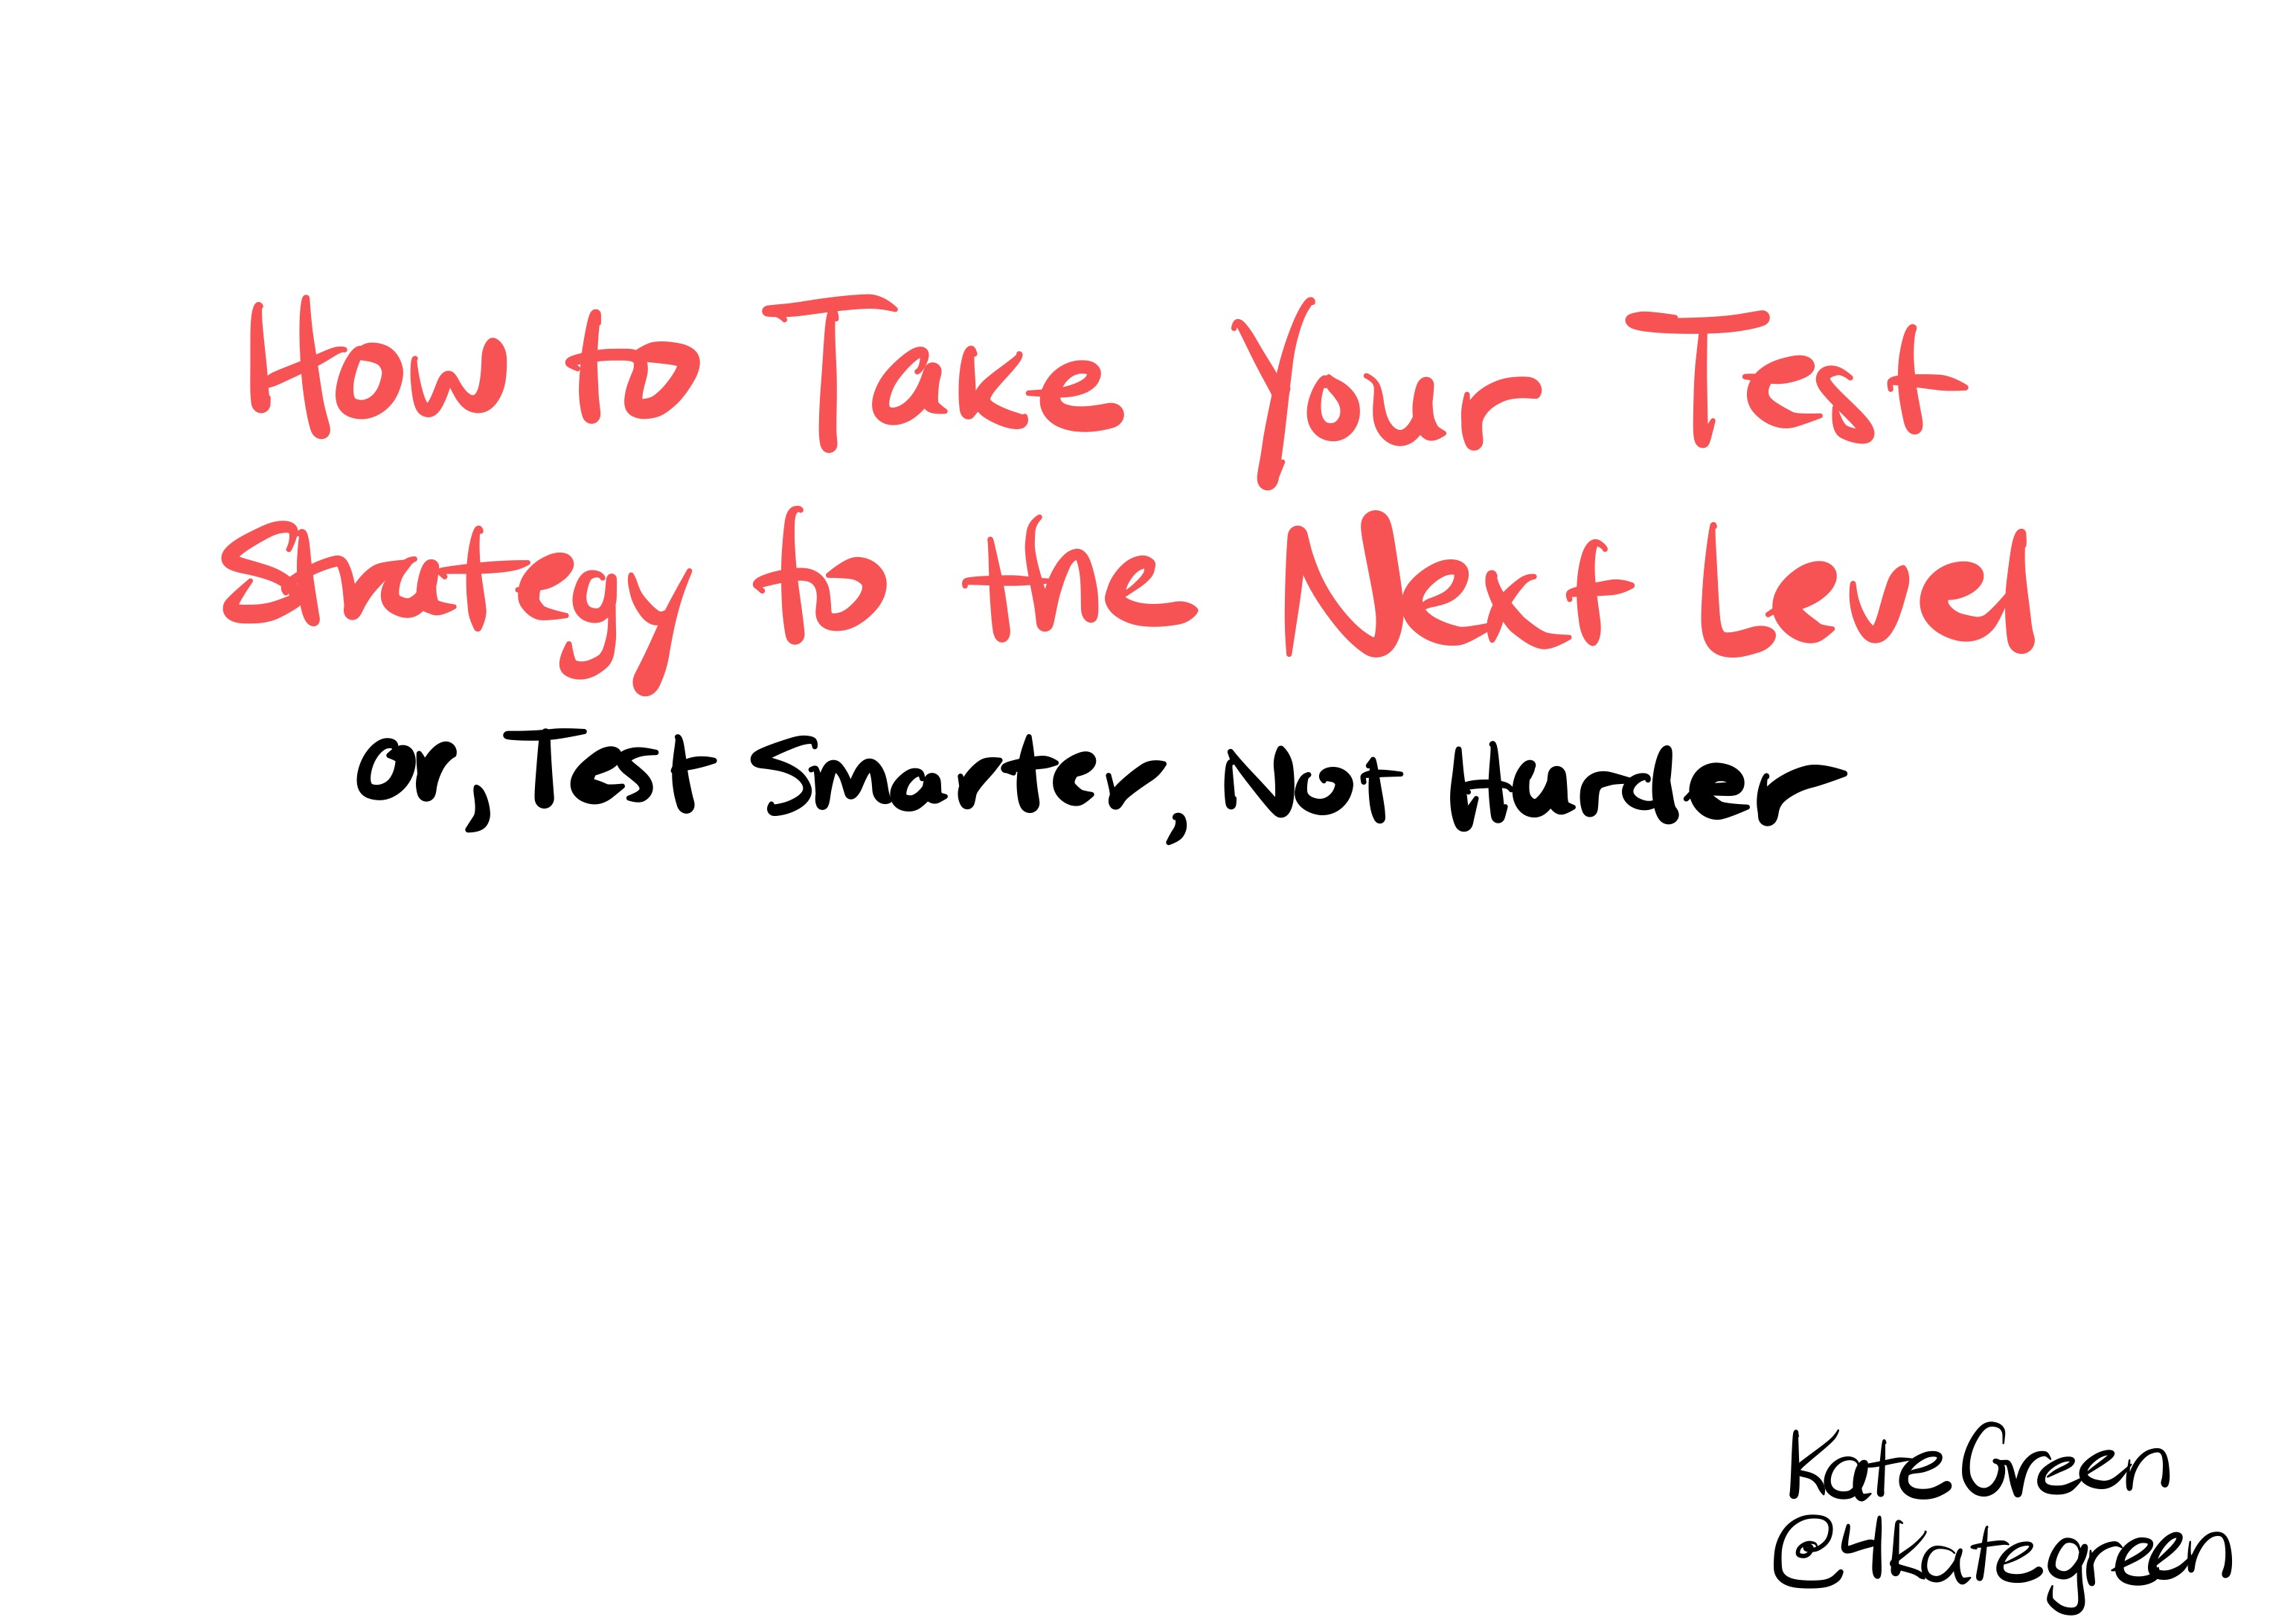 How to Take Your Test
Strategy to the Next Level
or, Test Smarter, Not Harder
Kate Green
@4Kategreen